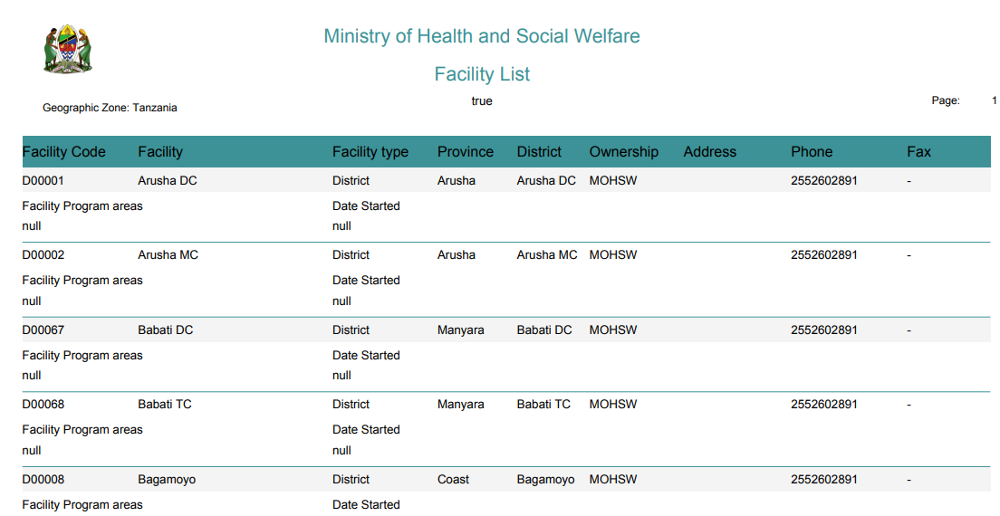 Ministry of Health and Social Welfare
Facility List
true
Geographic Zone: Tanzania Page: 1
Facility Code Facility Facility type Province District Ownership Address Phone Fax
D00001 Arusha DC District Arusha Arusha DC MOHSW 2552602891 -
Facility Program areas Date Started
null null
D00002 Arusha MC District Arusha Arusha MC MOHSW 2552602891 -
Facility Program areas Date Started
null null
D00067 Babati DC District Manyara Babati DC MOHSW 2552602891 -
Facility Program areas Date Started
null null
D00068 Babati TC District Manyara Babati TC MOHSW 2552602891 -
Facility Program areas Date Started
null null
D00008 Bagamoyo District Coast Bagamoyo MOHSW 2552602891 -
Facility Program areas Date Started